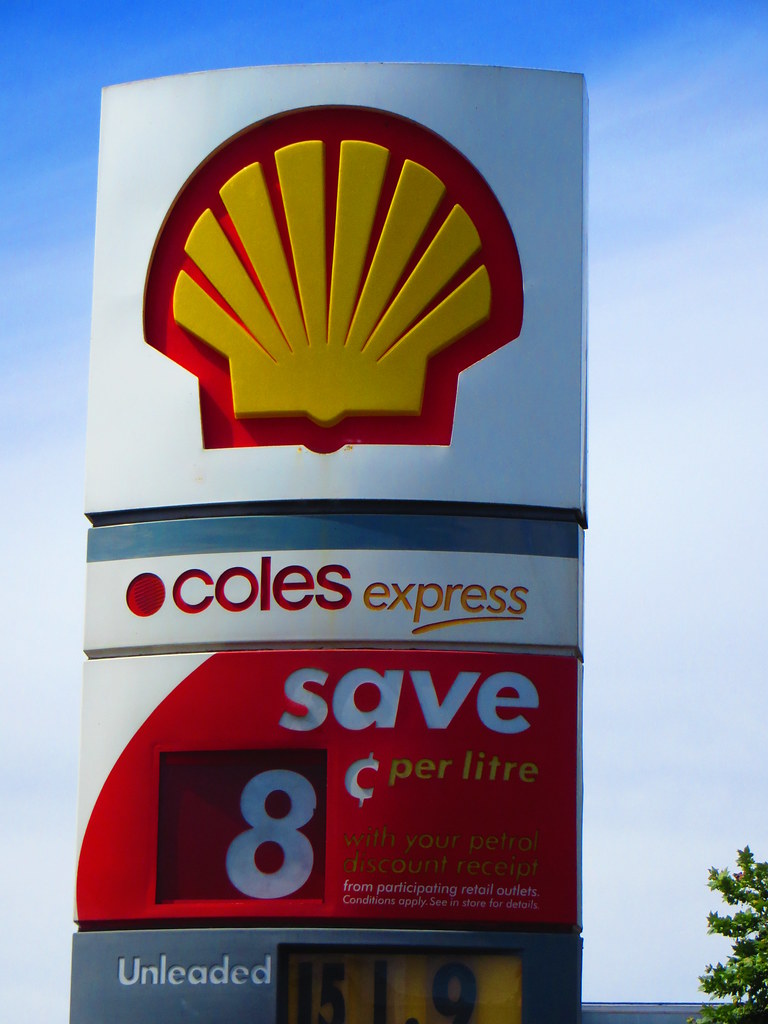 coles express
save
8 ¢ per litre
with your petrol
discount receipt
from participating retail outlets.
Conditions apply. See in store for details.
Unleaded 151.9